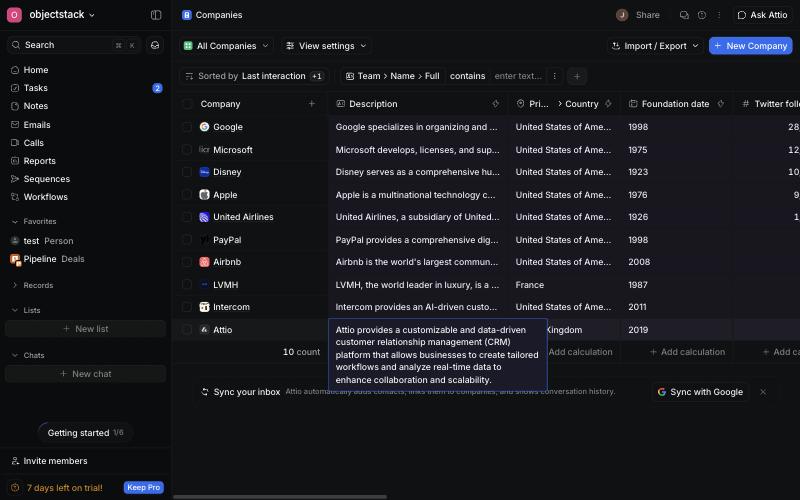 objectstack
Search
⌘ K
Home
Tasks
2
Notes
Emails
Calls
Reports
Sequences
Workflows
Favorites
test Person
Pipeline Deals
Records
Lists
+ New list
Chats
+ New chat
Getting started 1/6
Invite members
7 days left on trial!
Keep Pro
Companies
J Share
Ask Attio
All Companies
View settings
Import / Export
+ New Company
Sorted by Last interaction +1
Team > Name > Full contains enter text...
Company
Description
Pri... > Country
Foundation date
# Twitter follo
Google
Google specializes in organizing and ...
United States of Ame...
1998
28,
Microsoft
Microsoft develops, licenses, and sup...
United States of Ame...
1975
12,
Disney
Disney serves as a comprehensive hu...
United States of Ame...
1923
10,
Apple
Apple is a multinational technology c...
United States of Ame...
1976
9
United Airlines
United Airlines, a subsidiary of United...
United States of Ame...
1926
1,
PayPal
PayPal provides a comprehensive dig...
United States of Ame...
1998
Airbnb
Airbnb is the world's largest commun...
United States of Ame...
2008
LVMH
LVMH, the world leader in luxury, is a ...
France
1987
Intercom
Intercom provides an AI-driven custo...
United States of Ame...
2011
Attio
Attio provides a customizable and data-driven
customer relationship management (CRM)
platform that allows businesses to create tailored
workflows and analyze real-time data to
enhance collaboration and scalability.
Kingdom
2019
10 count
Add calculation
+ Add calculation
+ Add ca
Sync your inbox
Attio automatically adds contacts, links them to companies, and shows conversation history.
Sync with Google